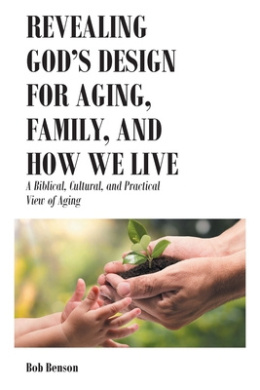 REVEALING
GOD'S DESIGN
FOR AGING,
FAMILY, AND
HOW WE LIVE
A Biblical, Cultural, and Practical
View of Aging
Bob Benson